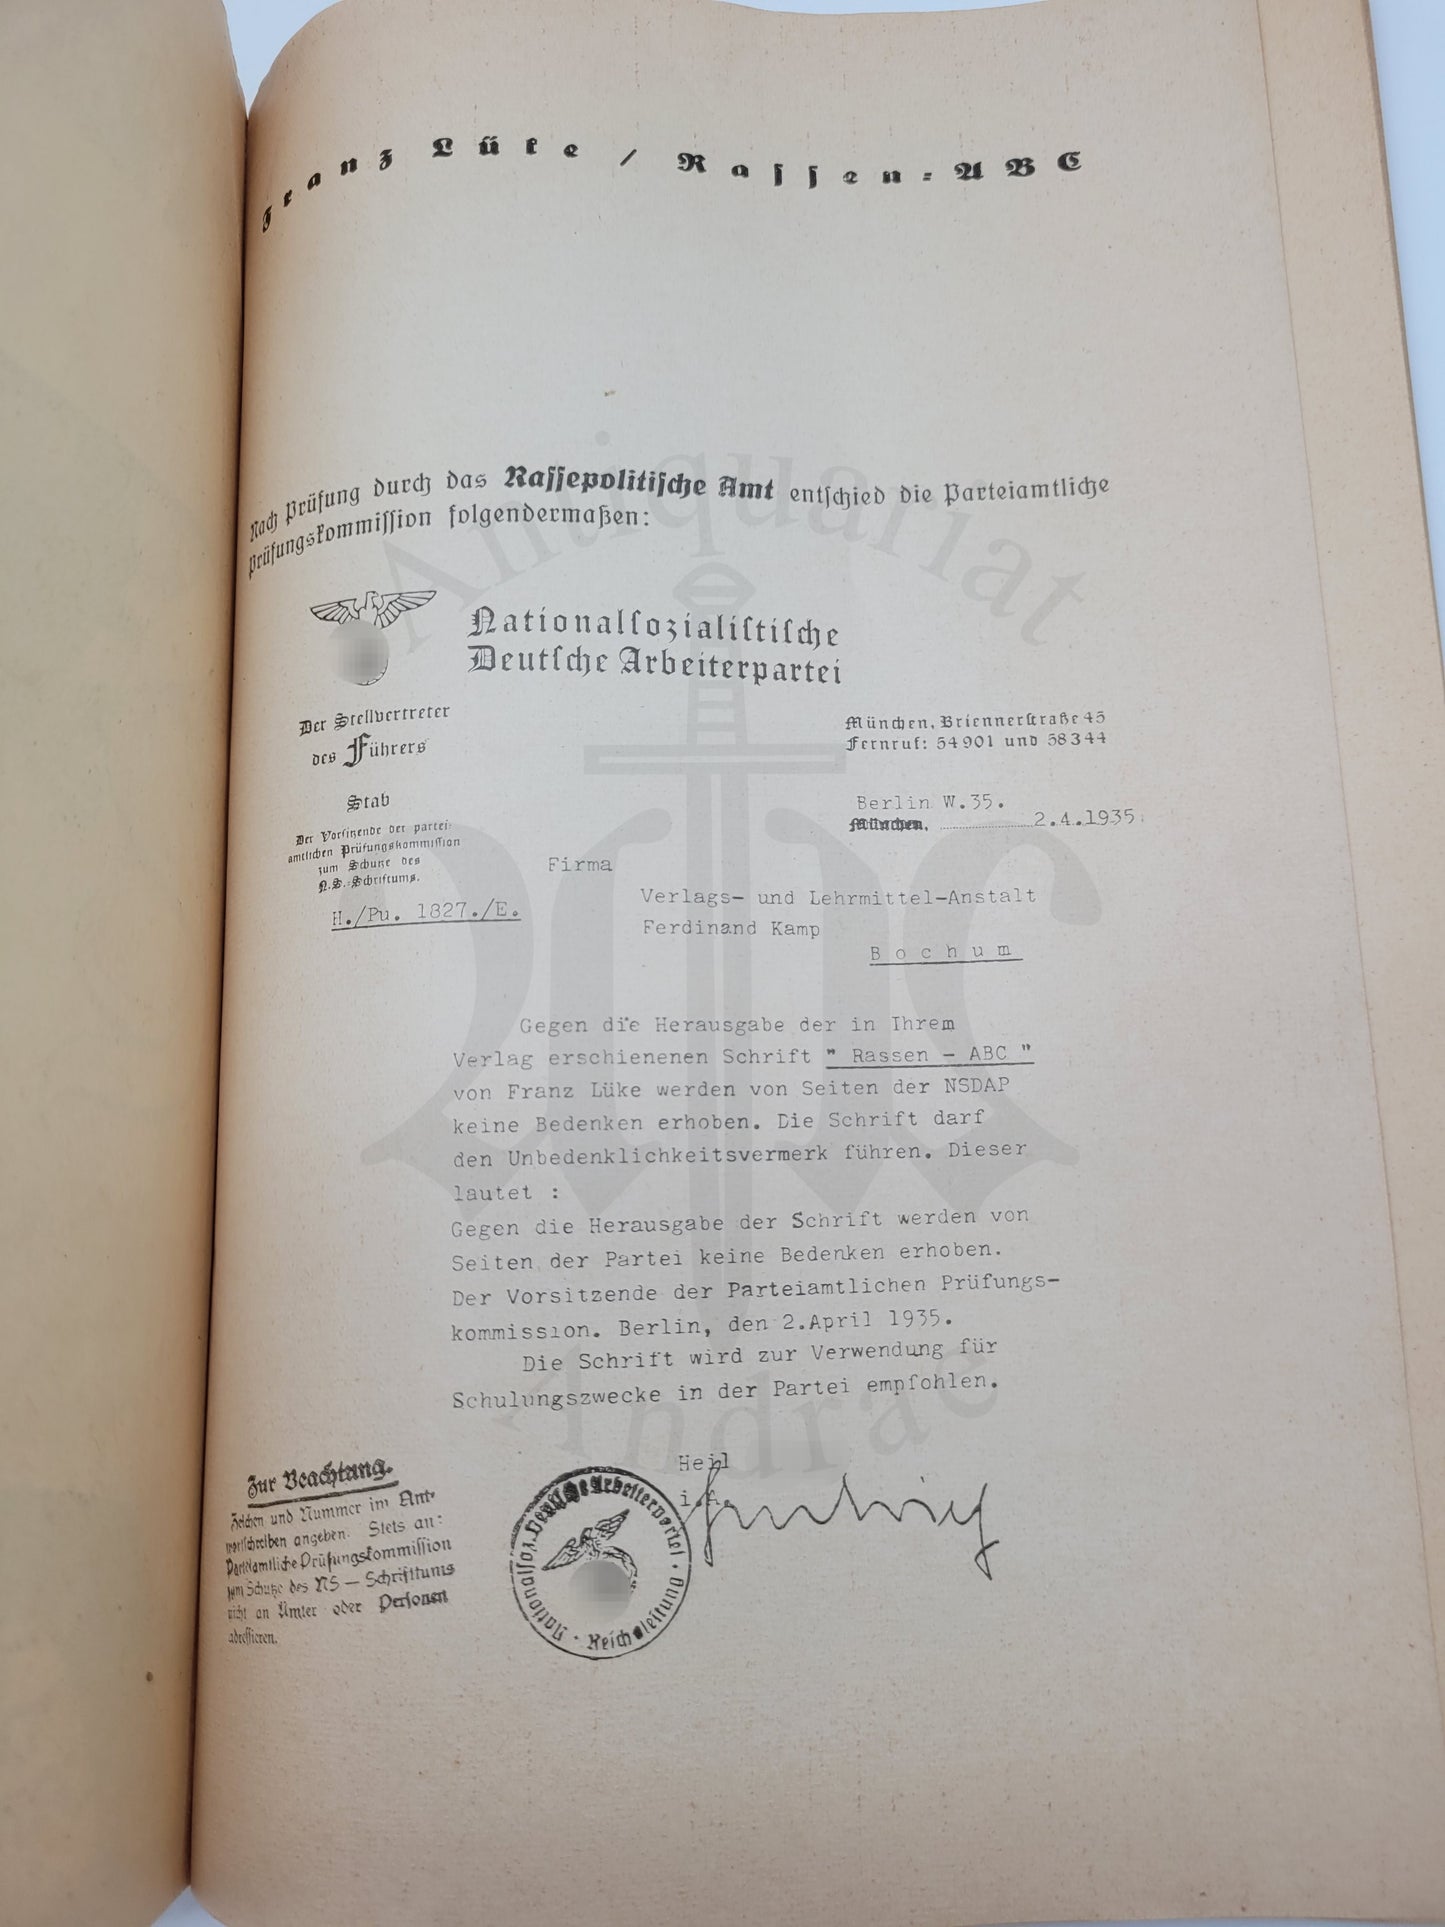 Franz Lüke / Rassen-ABC
Nach Prüfung durch das Rassepolitische Amt entschied die Parteiamtliche
Prüfungskommission folgendermaßen:
Nationalsozialistische
Deutsche Arbeiterpartei
Der Stellvertreter
des Führers
München, Briennerstraße 45
Fernruf: 54901 und 58344
Stab
Der Vorsitzende der partei-
amtlichen Prüfungskommission
zum Schutze des
N.S.-Schriftums.
Berlin W.35.
München, 2.4.1935.
H./Pu. 1827./E.
Firma
Verlags- und Lehrmittel-Anstalt
Ferdinand Kamp
Bochum
Gegen die Herausgabe der in Ihrem
Verlag erschienenen Schrift " Rassen - ABC "
von Franz Lüke werden von Seiten der NSDAP
keine Bedenken erhoben. Die Schrift darf
den Unbedenklichkeitsvermerk führen. Dieser
lautet :
Gegen die Herausgabe der Schrift werden von
Seiten der Partei keine Bedenken erhoben.
Der Vorsitzende der Parteiamtlichen Prüfungs-
kommission. Berlin, den 2.April 1935.
Die Schrift wird zur Verwendung für
Schulungszwecke in der Partei empfohlen.
Heil
i.A.
Zur Beachtung.
Zeichen und Nummer im Ant-
wortschreiben angeben. Stets an:
Parteiamtliche Prüfungskommission
zum Schutze des NS - Schrifttums
nicht an Ämter oder Personen
adressieren.
Nationalsoz. Deutsche Arbeiterpartei · Reichsleitung ·
Antiquariat
Andrae